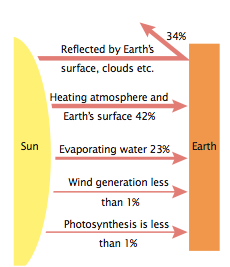 34%
Reflected by Earth's
surface, clouds etc.
Heating atmosphere and
Earth's surface 42%
Sun
Evaporating water 23%
Earth
Wind generation less
than 1%
Photosynthesis is less
than 1%